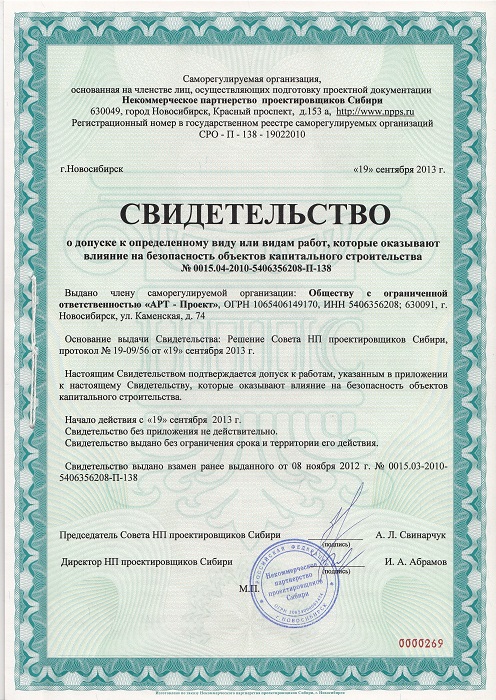 Саморегулируемая организация,
основанная на членстве лиц, осуществляющих подготовку проектной документации
Некоммерческое партнерство проектировщиков Сибири
630049, город Новосибирск, Красный проспект, д.153 а, http://www.npps.ru
Регистрационный номер в государственном реестре саморегулируемых организаций
СРО - П - 138 - 19022010
г.Новосибирск «19» сентября 2013 г.
СВИДЕТЕЛЬСТВО
о допуске к определенному виду или видам работ, которые оказывают
влияние на безопасность объектов капитального строительства
№ 0015.04-2010-5406356208-П-138
Выдано члену саморегулируемой организации: Обществу с ограниченной
ответственностью «АРТ - Проект», ОГРН 1065406149170, ИНН 5406356208; 630091, г.
Новосибирск, ул. Каменская, д. 74
Основание выдачи Свидетельства: Решение Совета НП проектировщиков Сибири,
протокол № 19-09/56 от «19» сентября 2013 г.
Настоящим Свидетельством подтверждается допуск к работам, указанным в приложении
к настоящему Свидетельству, которые оказывают влияние на безопасность объектов
капитального строительства.
Начало действия с «19» сентября 2013 г.
Свидетельство без приложения не действительно.
Свидетельство выдано без ограничения срока и территории его действия.
Свидетельство выдано взамен ранее выданного от 08 ноября 2012 г. № 0015.03-2010-
5406356208-П-138
Председатель Совета НП проектировщиков Сибири А. Л. Свинарчук
(подпись)
Директор НП проектировщиков Сибири И. А. Абрамов
(подпись)
М.П.
РОССИЙСКАЯ ФЕДЕРАЦИЯ
Некоммерческое
партнерство
проектировщиков
Сибири
г. НОВОСИБИРСК
0000269
Изготовлено по заказу Некоммерческого партнерства проектировщиков Сибири, г. Новосибирск